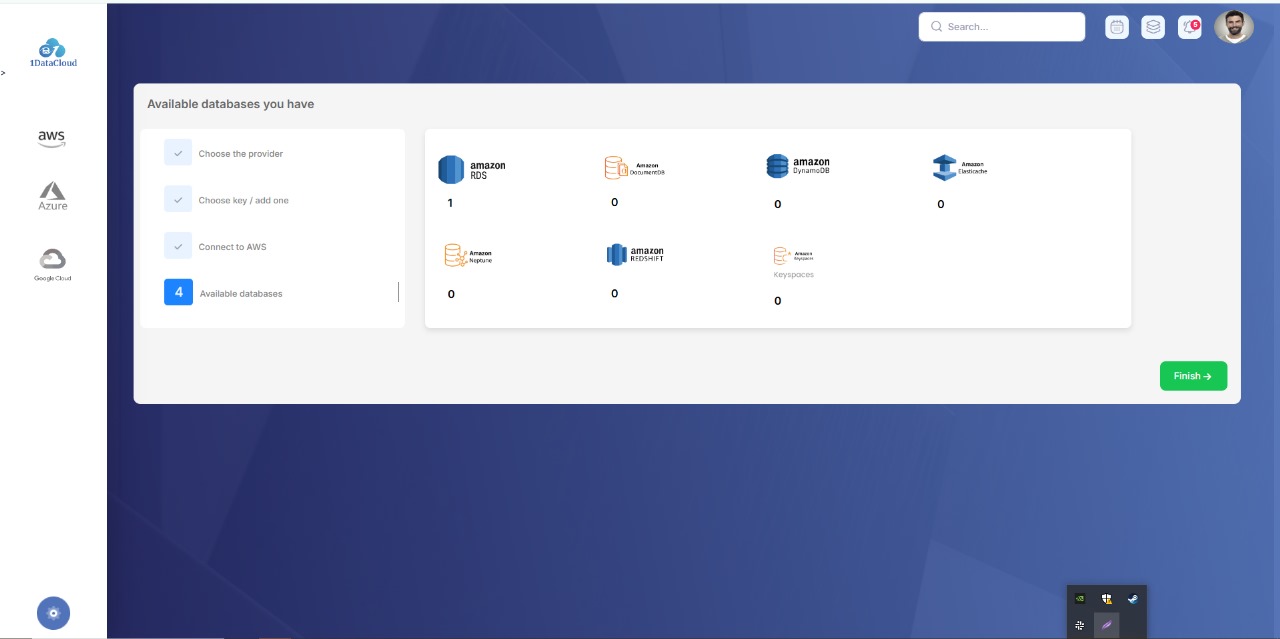 Search...
5
1DataCloud
>
aws
Azure
Google Cloud
Available databases you have
Choose the provider
Choose key / add one
Connect to AWS
4
Available databases
amazon
RDS
1
Amazon
DocumentDB
0
amazon
DynamoDB
0
Amazon
Elasticache
0
Amazon
Neptune
0
amazon
REDSHIFT
0
Amazon
Keyspaces
Keyspaces
0
Finish →